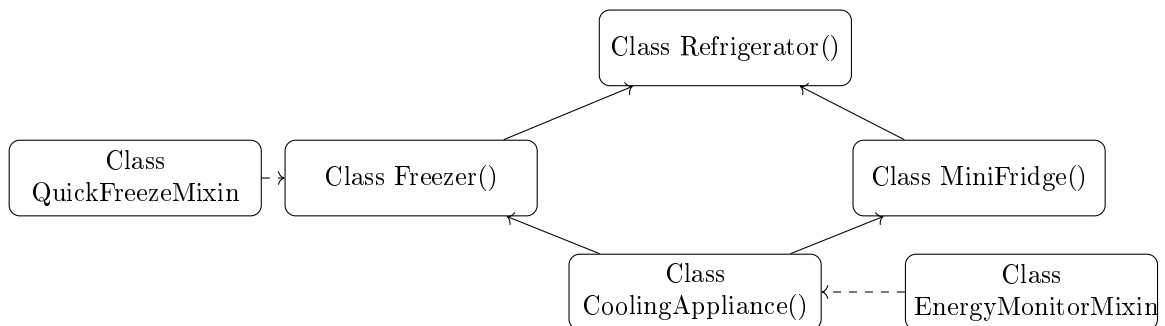 Class Refrigerator()
Class
QuickFreezeMixin
Class Freezer()
Class MiniFridge()
Class
CoolingAppliance()
Class
EnergyMonitorMixin